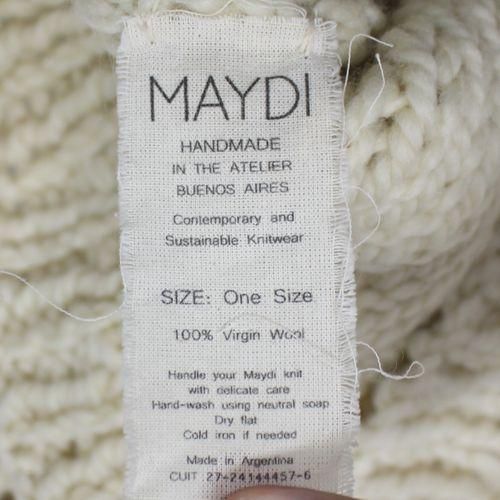 MAYDI
HANDMADE
IN THE ATELIER
BUENOS AIRES
Contemporary and
Sustainable Knitwear
SIZE: One Size
100% Virgin Wool
Handle your Maydi knit
with delicate care
Hand-wash using neutral soap
Dry flat
Cold iron if needed
Made in Argentina
CUIT 27-24144457-6